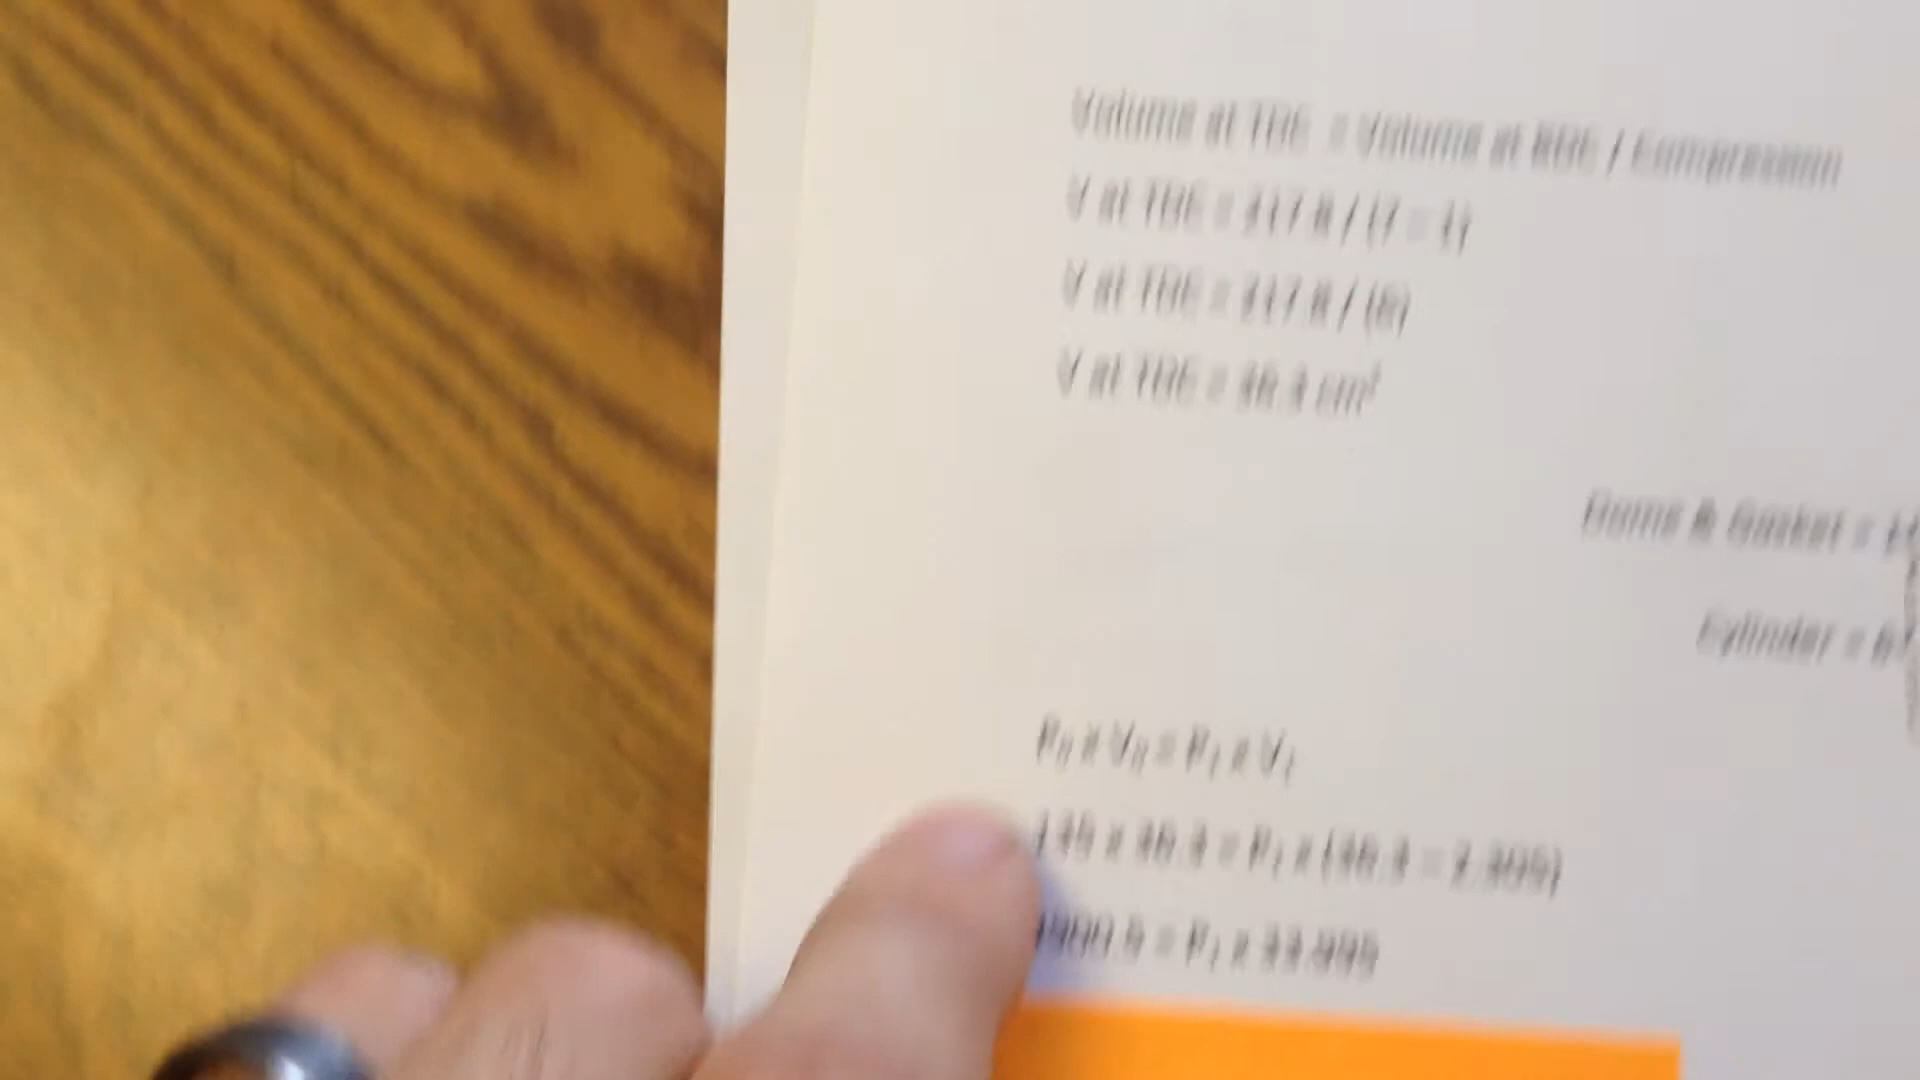 Volume at TDC = Volume at BDC / Compression
V at TDC = 217.8 / (7 – 1)
V at TDC = 217.8 / (6)
V at TDC = 36.3 cm³
Dome & Gasket =
Cylinder =
P₀ x V₀ = P₁ x V₁
x 36.3 = P₁ x (36.3 – 2.305)
= P₁ x 33.995